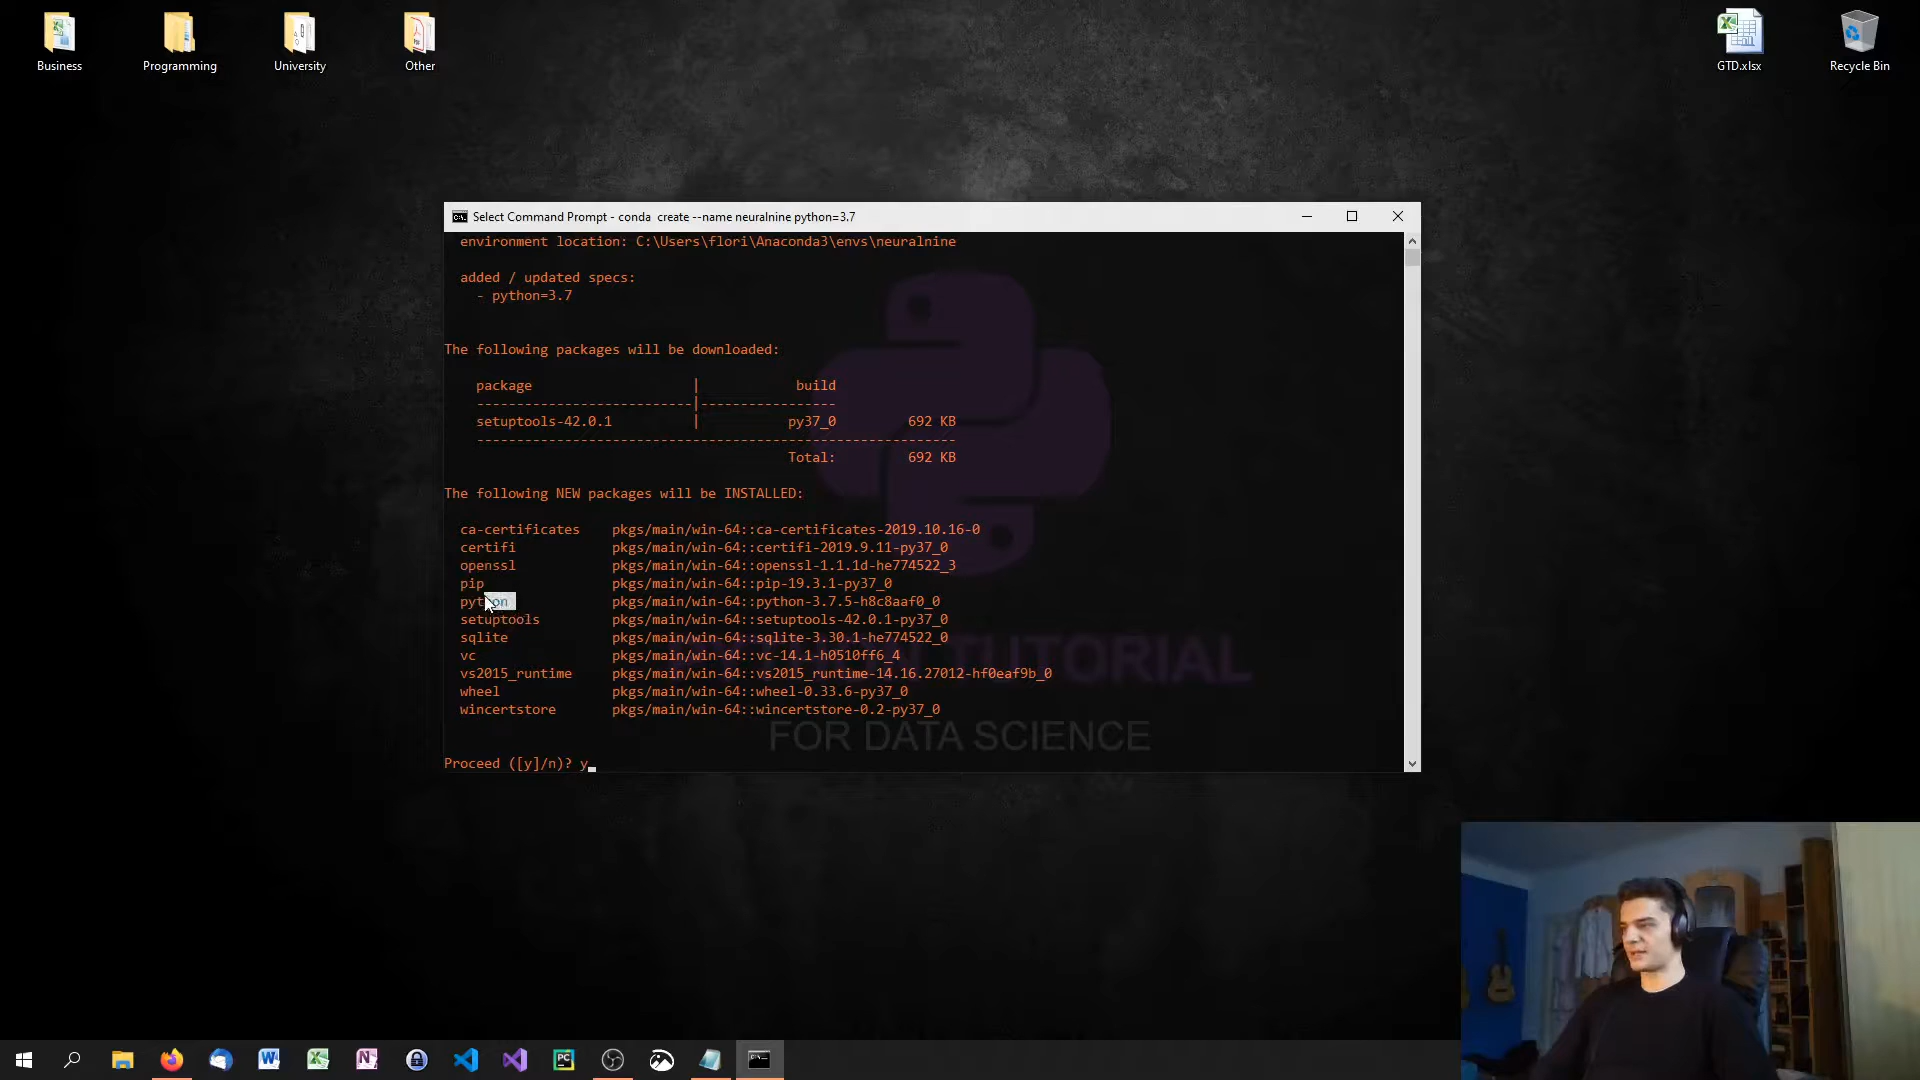 Business
Programming
University
Other
GTD.xlsx
Recycle Bin
Select Command Prompt - conda  create --name neuralnine python=3.7
environment location: C:\Users\flori\Anaconda3\envs\neuralnine
added / updated specs:
- python=3.7
The following packages will be downloaded:
package | build
---------------------------|-----------------
setuptools-42.0.1 | py37_0 692 KB
------------------------------------------------------------
Total: 692 KB
The following NEW packages will be INSTALLED:
ca-certificates pkgs/main/win-64::ca-certificates-2019.10.16-0
certifi pkgs/main/win-64::certifi-2019.9.11-py37_0
openssl pkgs/main/win-64::openssl-1.1.1d-he774522_3
pip pkgs/main/win-64::pip-19.3.1-py37_0
python pkgs/main/win-64::python-3.7.5-h8c8aaf0_0
setuptools pkgs/main/win-64::setuptools-42.0.1-py37_0
sqlite pkgs/main/win-64::sqlite-3.30.1-he774522_0
vc pkgs/main/win-64::vc-14.1-h0510ff6_4
vs2015_runtime pkgs/main/win-64::vs2015_runtime-14.16.27012-hf0eaf9b_0
wheel pkgs/main/win-64::wheel-0.33.6-py37_0
wincertstore pkgs/main/win-64::wincertstore-0.2-py37_0
TUTORIAL
FOR DATA SCIENCE
Proceed ([y]/n)? y